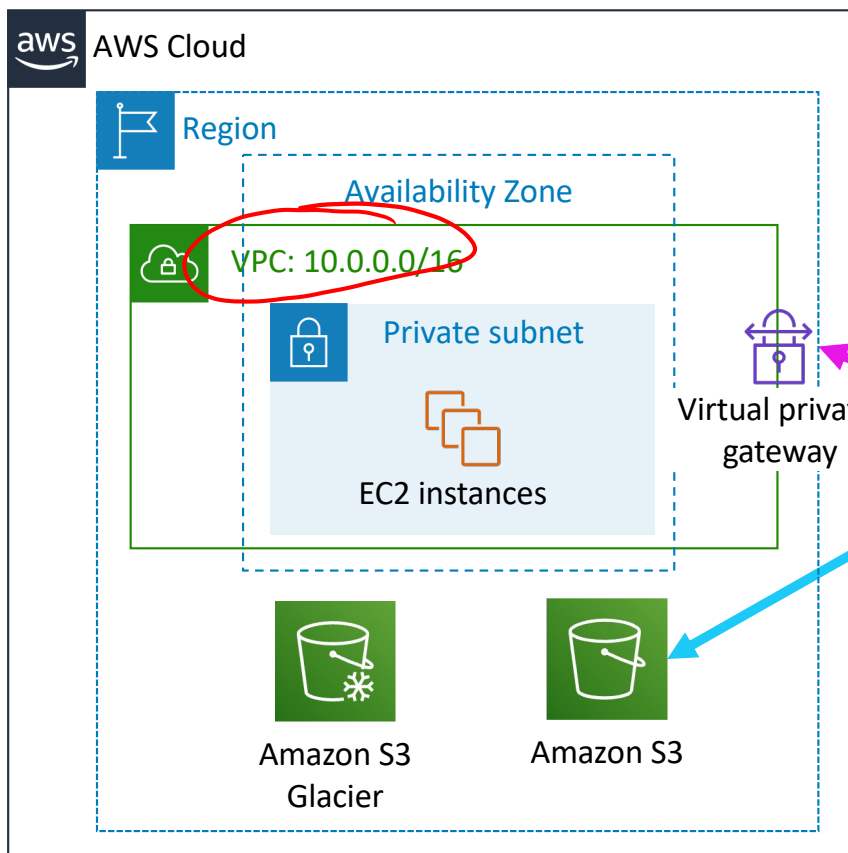 aws
AWS Cloud
Region
Availability Zone
VPC: 10.0.0.0/16
Private subnet
EC2 instances
Virtual
gateway
Amazon S3
Glacier
Amazon S3